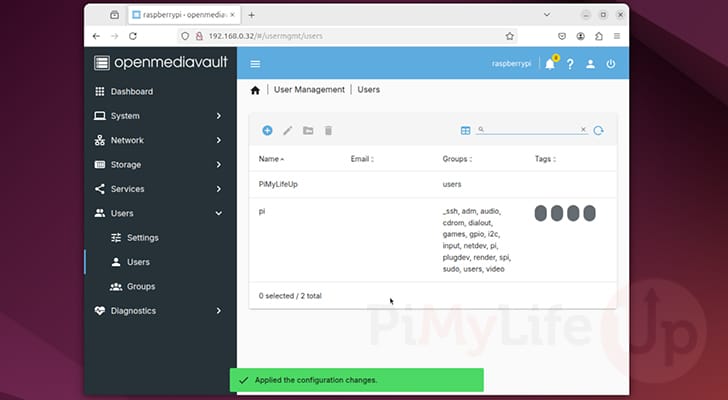 raspberrypi - openmediavault
192.168.0.32/#/usermgmt/users
openmediavault
raspberrypi
Dashboard
System
Network
Storage
Services
Users
Settings
Users
Groups
Diagnostics
User Management | Users
Name Email Groups Tags
PiMyLifeUp users
pi _ssh, adm, audio,
cdrom, dialout,
games, gpio, i2c,
input, netdev, pi,
plugdev, render, spi,
sudo, users, video
0 selected / 2 total
PiMyLifeUp
Applied the configuration changes.